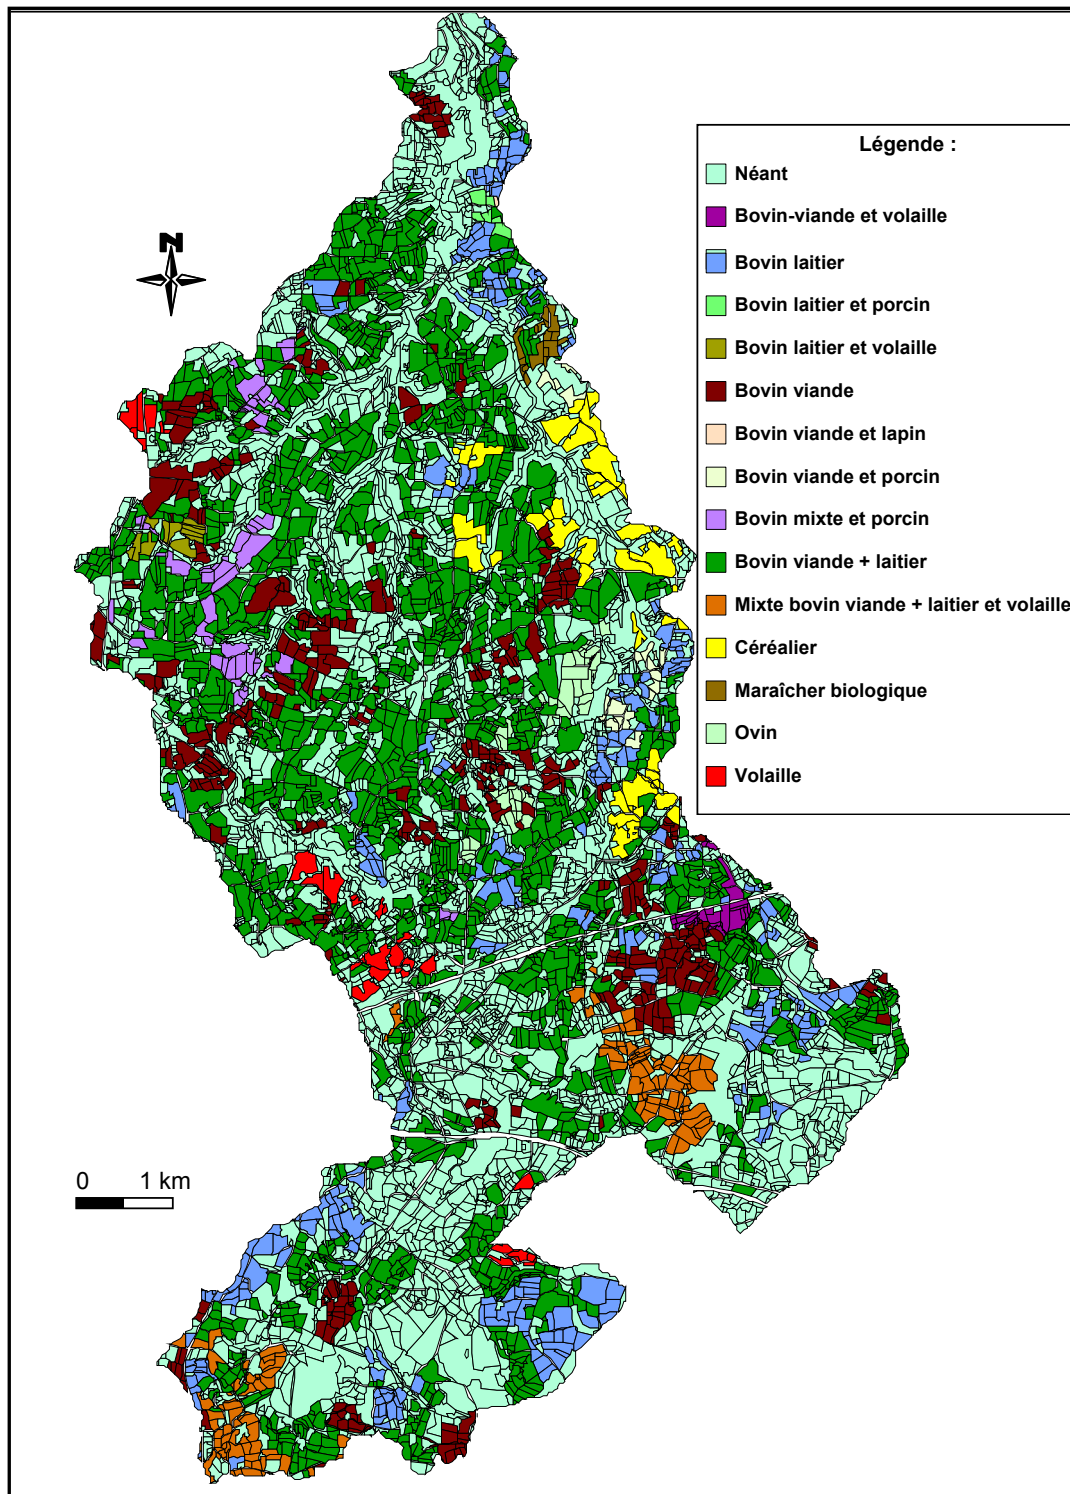 Légende :
Néant
Bovin-viande et volaille
Bovin laitier
Bovin laitier et porcin
Bovin laitier et volaille
Bovin viande
Bovin viande et lapin
Bovin viande et porcin
Bovin mixte et porcin
Bovin viande + laitier
Mixte bovin viande + laitier et volaille
Céréalier
Maraîcher biologique
Ovin
Volaille
N
0 1 km